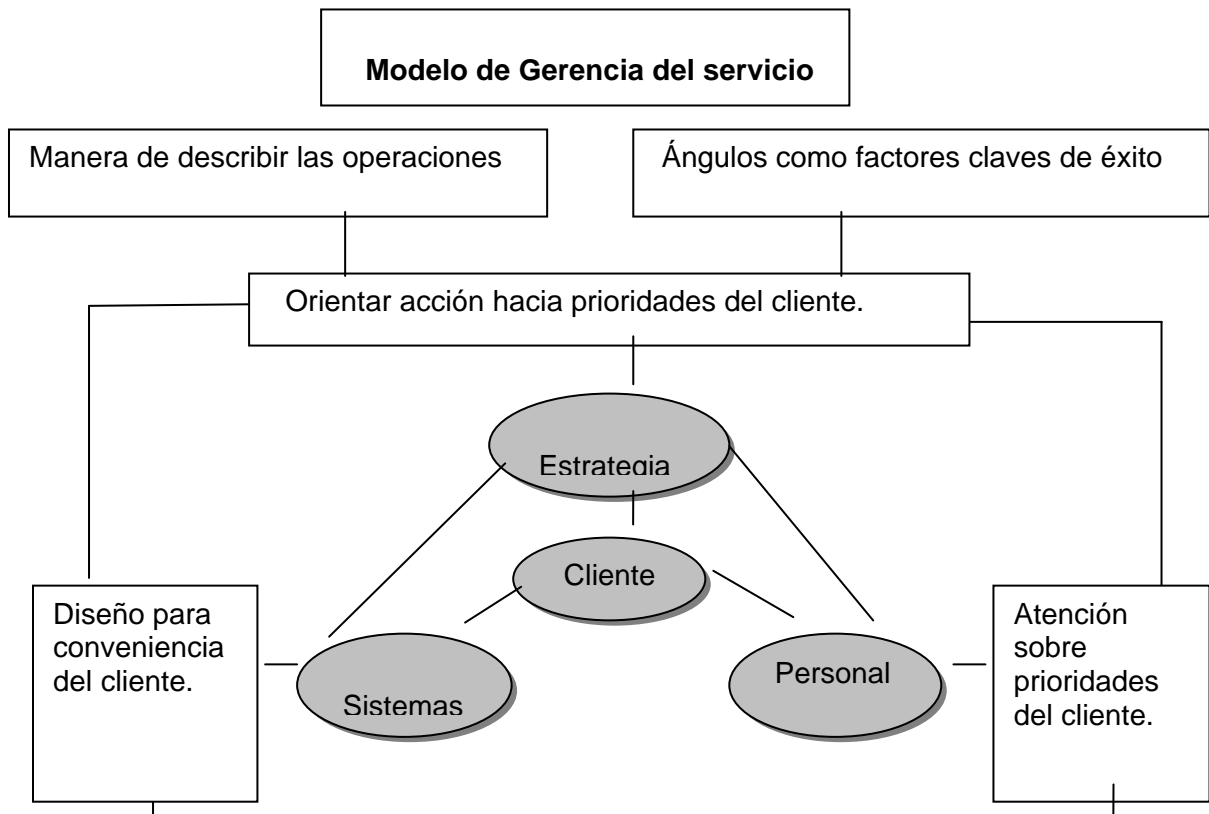 Modelo de Gerencia del servicio
Manera de describir las operaciones
Ángulos como factores claves de éxito
Orientar acción hacia prioridades del cliente.
Estrategia
Cliente
Diseño para
conveniencia
del cliente.
Sistemas
Personal
Atención
sobre
prioridades
del cliente.